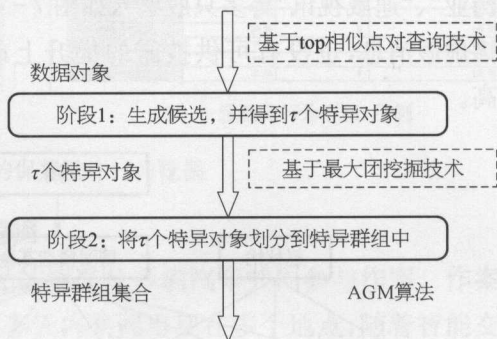 基于top相似点对查询技术
数据对象
阶段1：生成候选，并得到τ个特异对象
τ个特异对象
基于最大团挖掘技术
阶段2：将τ个特异对象划分到特异群组中
特异群组集合
AGM算法